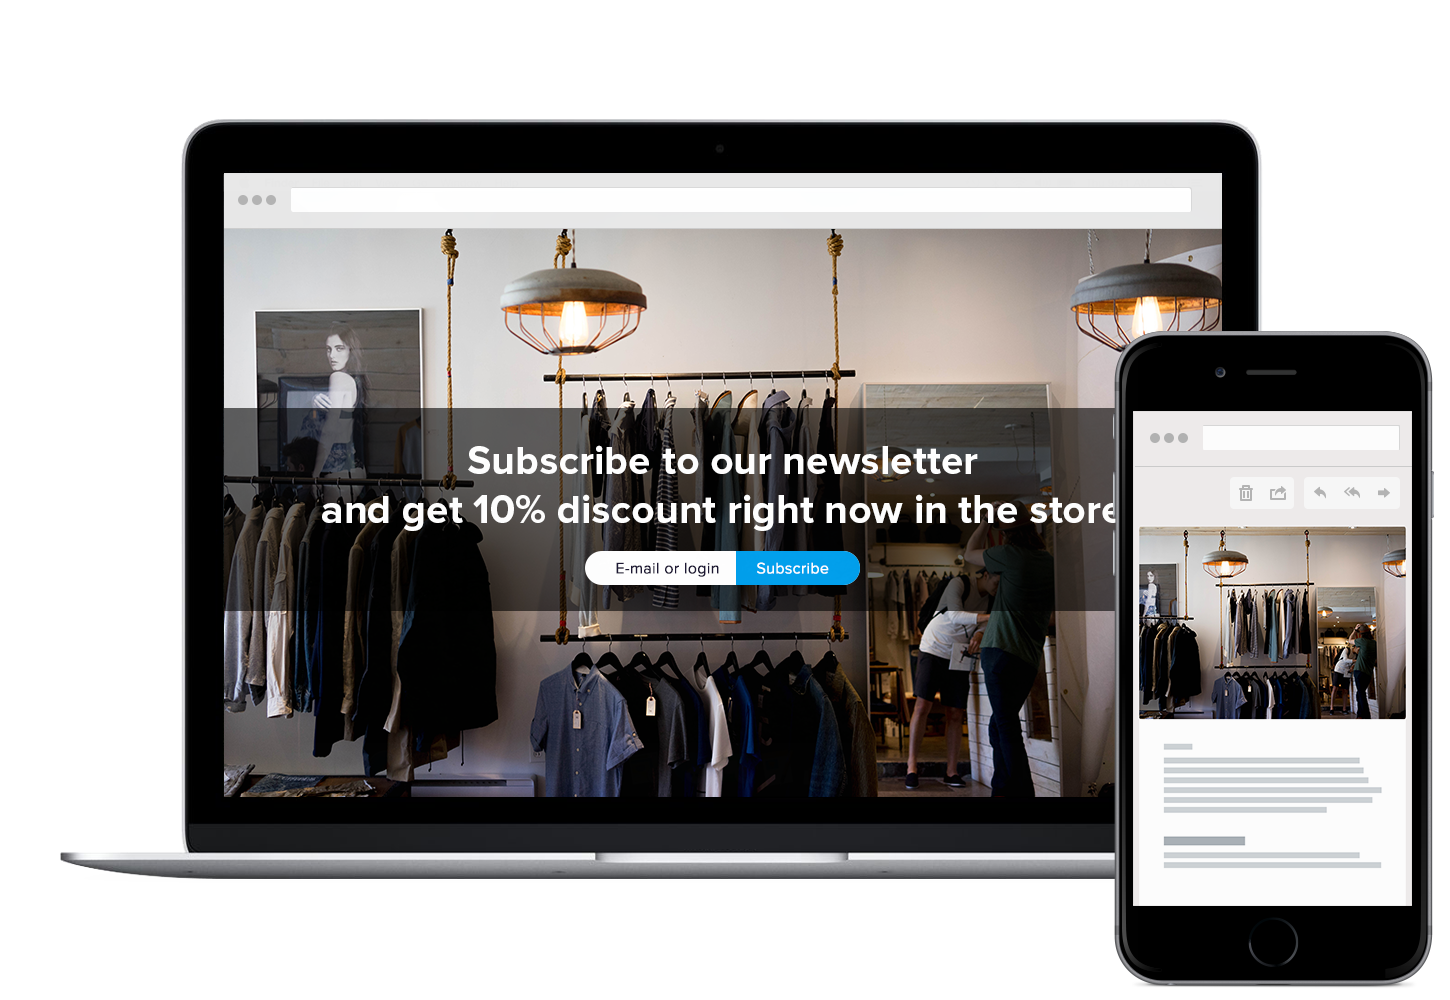 Subscribe to our newsletter
and get 10% discount right now in the store
E-mail or login
Subscribe